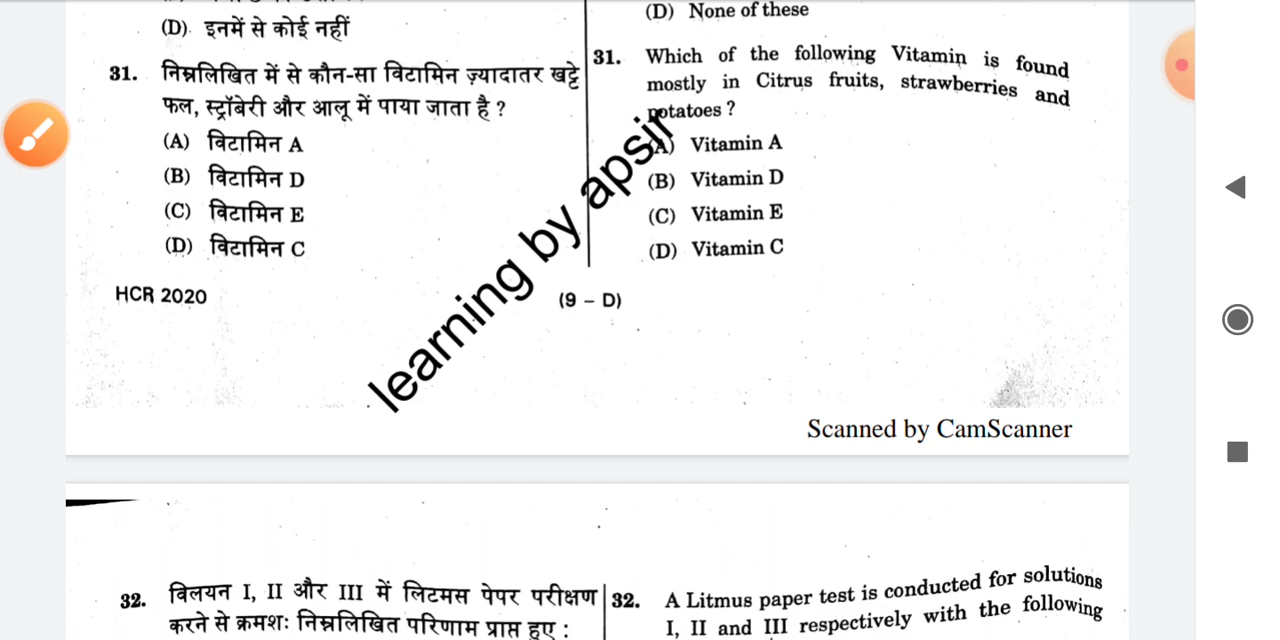 (D). इनमें से कोई नहीं
31. निम्नलिखित में से कौन-सा विटामिन ज़्यादातर खट्टे
फल, स्ट्रॉबेरी और आलू में पाया जाता है ?
(A) विटामिन A
(B) विटामिन D
(C) विटामिन E
(D) विटामिन C
(D) None of these
31. Which of the following Vitamin is found
mostly in Citrus fruits, strawberries and
potatoes ?
(A) Vitamin A
(B) Vitamin D
(C) Vitamin E
(D) Vitamin C
learning by apsir
HCR 2020
(9 – D)
Scanned by CamScanner
32. विलयन I, II और III में लिटमस पेपर परीक्षण
करने से क्रमशः निम्नलिखित परिणाम प्राप्त हुए :
32. A Litmus paper test is conducted for solutions
I, II and III respectively with the following